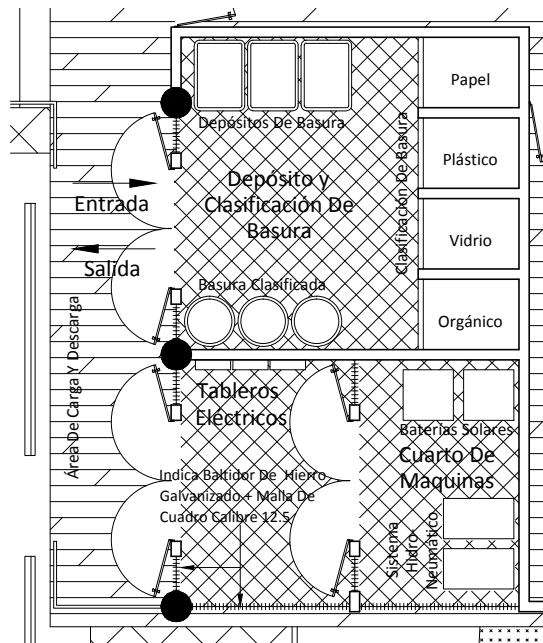 Papel
Depósitos De Basura
Plástico
Depósito y
Clasificación De
Basura
Clasificación De Basura
Entrada
Vidrio
Salida
Basura Clasificada
Orgánico
Área De Carga Y Descarga
Tableros
Eléctricos
Baterías Solares
Cuarto De
Maquinas
Indica Baltidor De Hierro
Galvanizado + Malla De
Cuadro Calibre 12.5
Sistema
Hidro-
Neumático